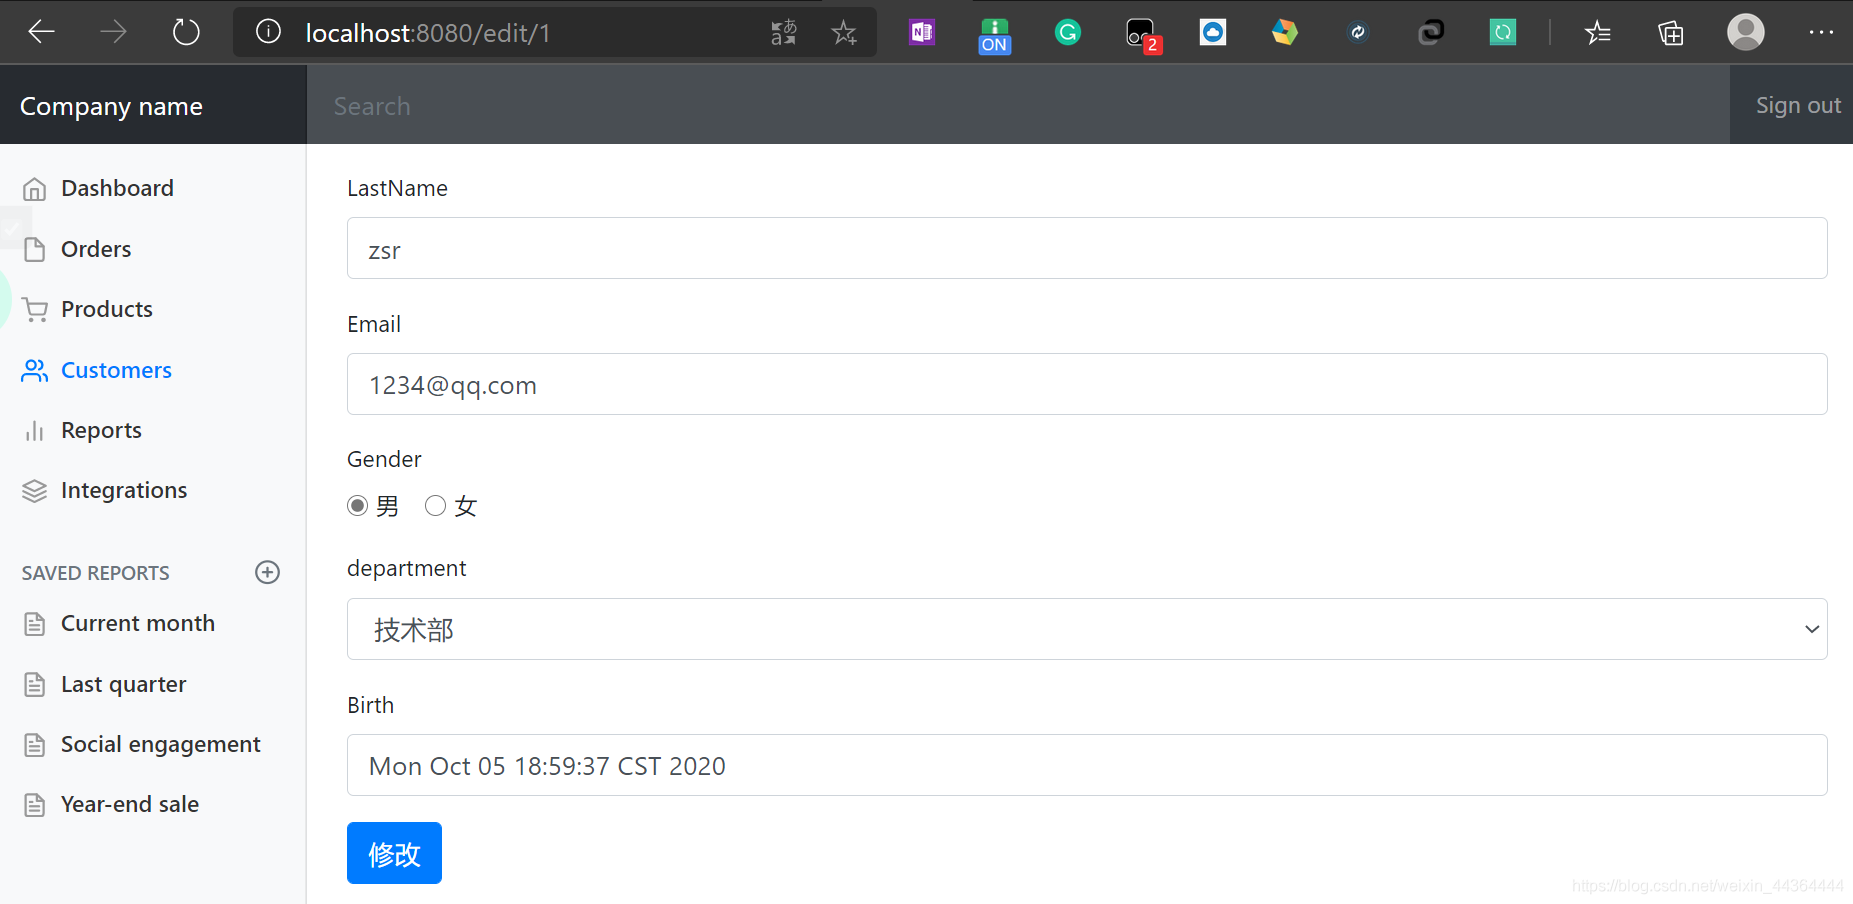 localhost:8080/edit/1
ON
2
Company name
Search
Sign out
Dashboard
Orders
Products
Customers
Reports
Integrations
SAVED REPORTS
Current month
Last quarter
Social engagement
Year-end sale
LastName
zsr
Email
1234@qq.com
Gender
男 女
department
技术部
Birth
Mon Oct 05 18:59:37 CST 2020
修改
https://blog.csdn.net/weixin_44364444